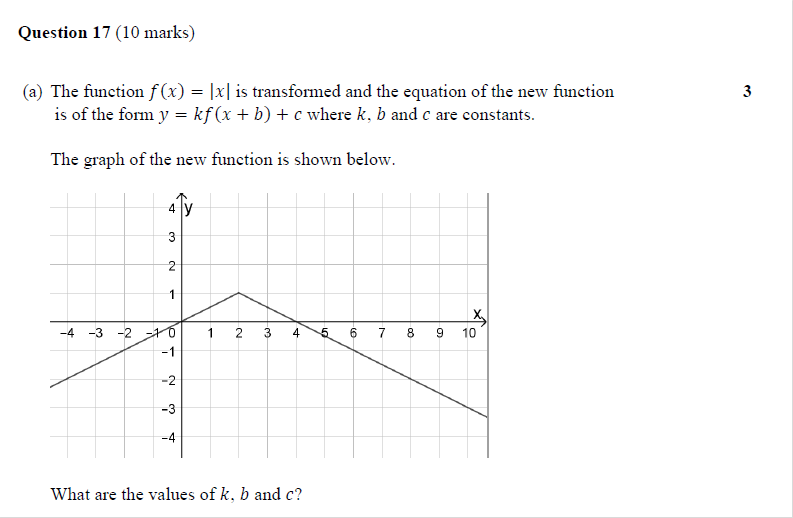 Question 17 (10 marks)
(a) The function f(x) = |x| is transformed and the equation of the new function 3
is of the form y = kf(x + b) + c where k, b and c are constants.
The graph of the new function is shown below.
4 y
3
2
1
x
-4 -3 -2 -1 0 1 2 3 4 5 6 7 8 9 10
-1
-2
-3
-4
What are the values of k, b and c?